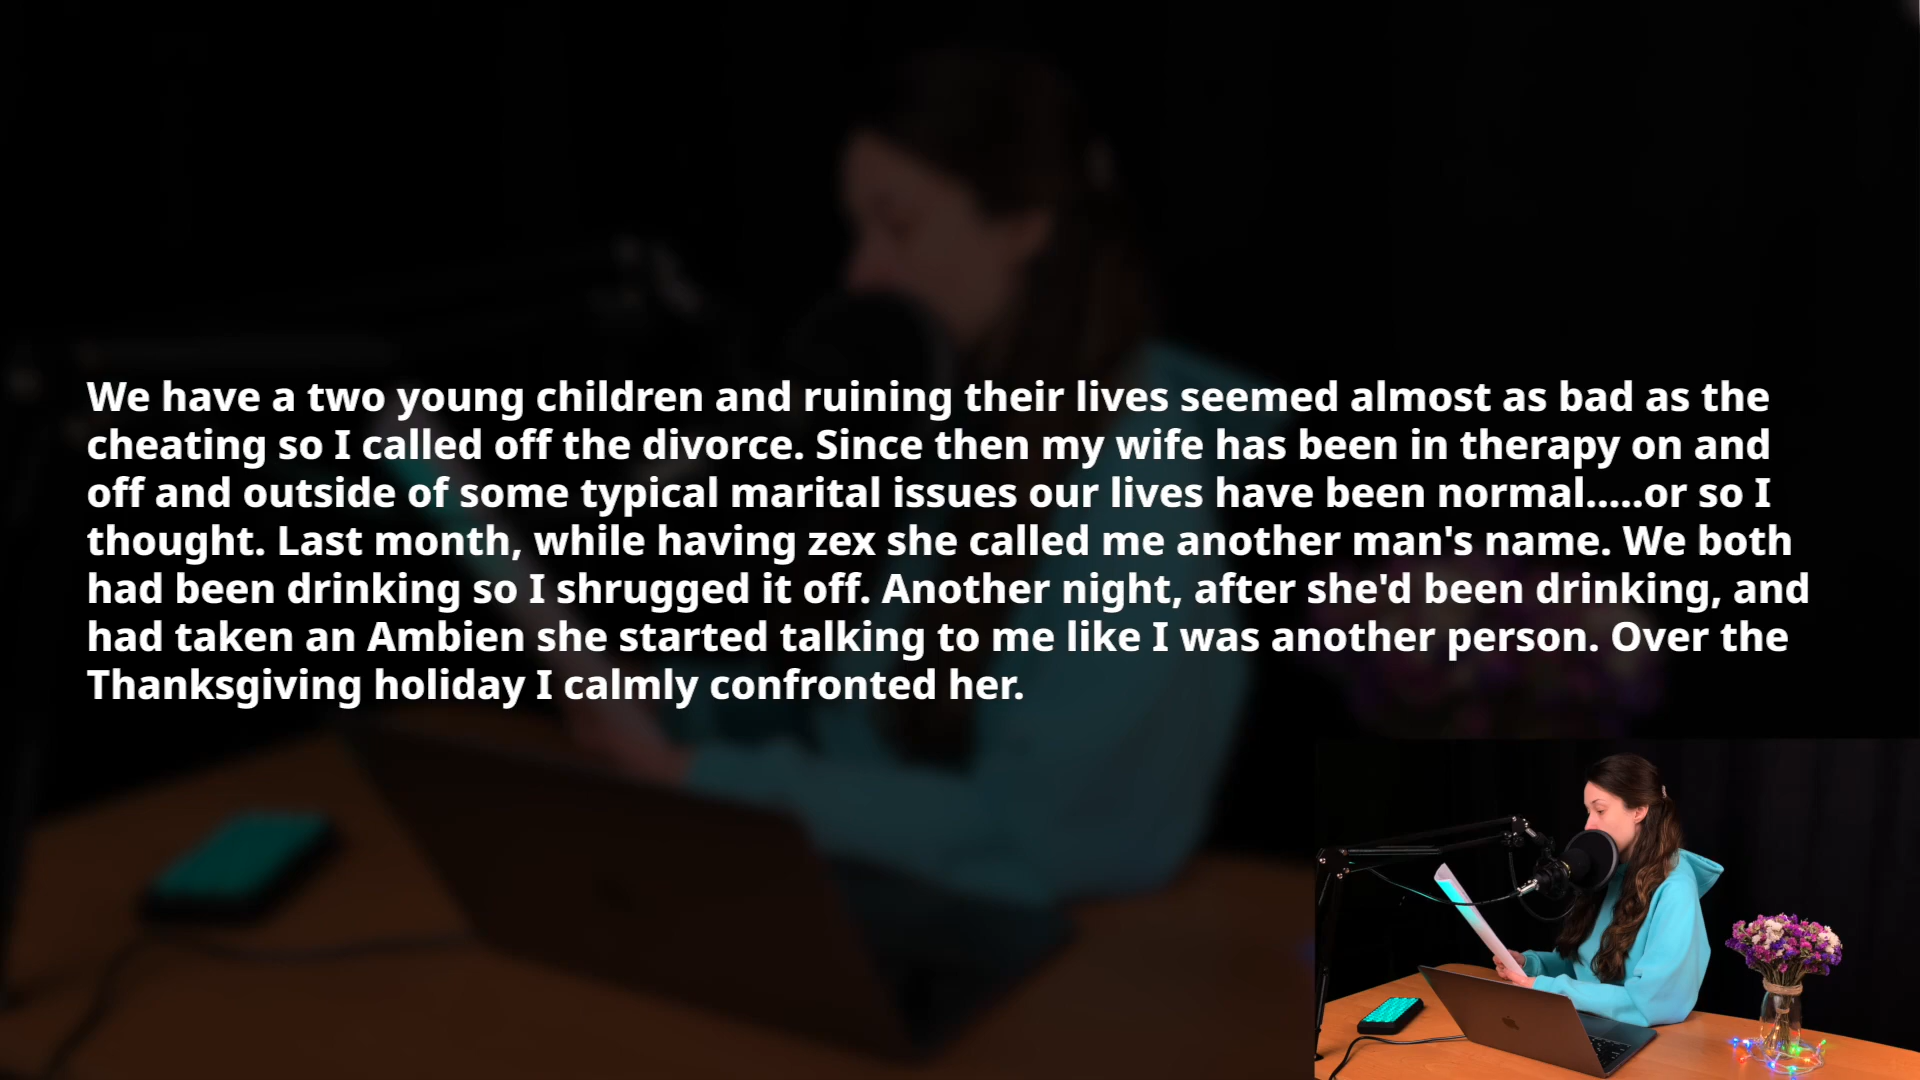 We have a two young children and ruining their lives seemed almost as bad as the
cheating so I called off the divorce. Since then my wife has been in therapy on and
off and outside of some typical marital issues our lives have been normal.....or so I
thought. Last month, while having zex she called me another man's name. We both
had been drinking so I shrugged it off. Another night, after she'd been drinking, and
had taken an Ambien she started talking to me like I was another person. Over the
Thanksgiving holiday I calmly confronted her.